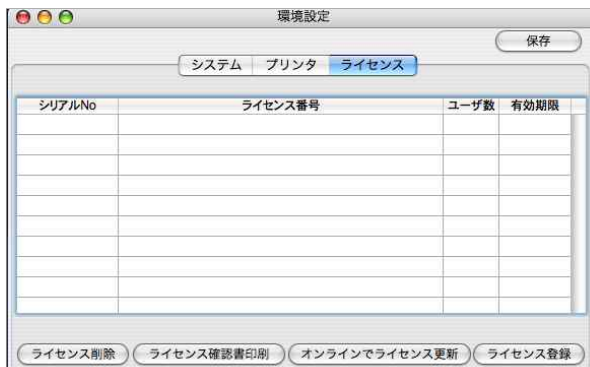 環境設定
保存
システム プリンタ ライセンス
シリアルNo ライセンス番号 ユーザ数 有効期限
ライセンス削除 ライセンス確認書印刷 オンラインでライセンス更新 ライセンス登録